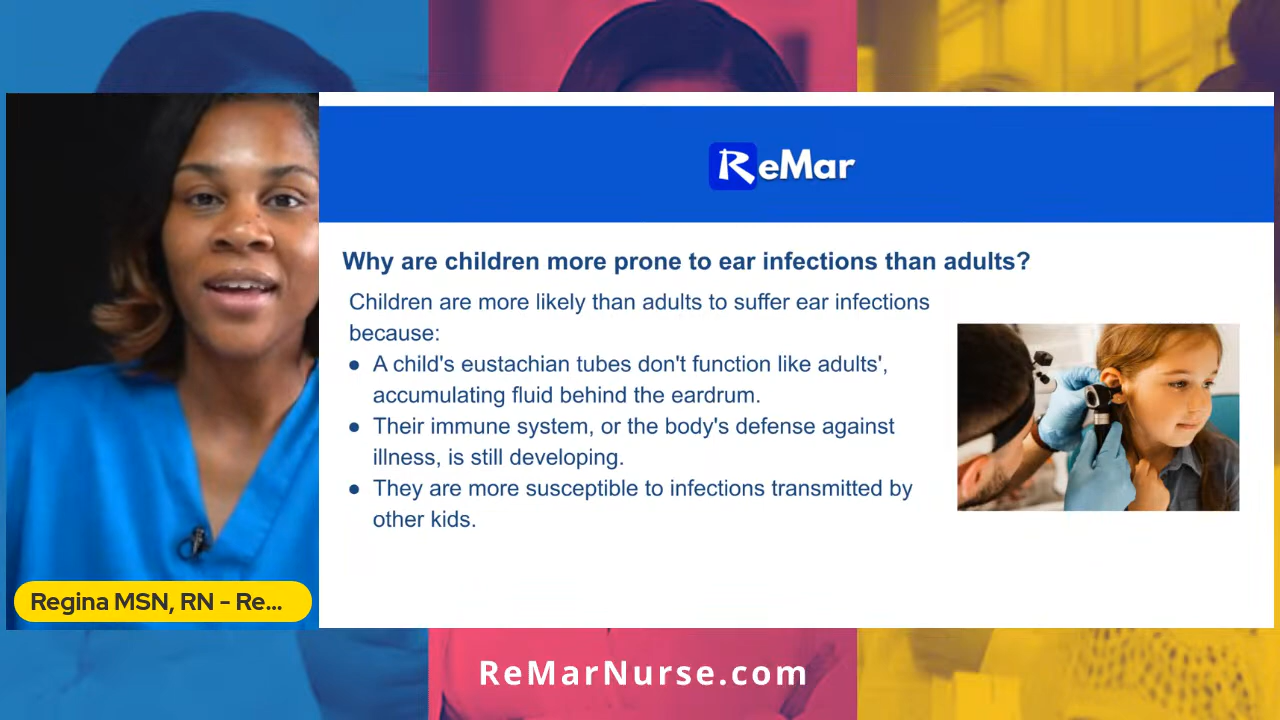 ReMar
Why are children more prone to ear infections than adults?
Children are more likely than adults to suffer ear infections
because:
● A child's eustachian tubes don't function like adults',
accumulating fluid behind the eardrum.
● Their immune system, or the body's defense against
illness, is still developing.
● They are more susceptible to infections transmitted by
other kids.
Regina MSN, RN - Re...
ReMarNurse.com